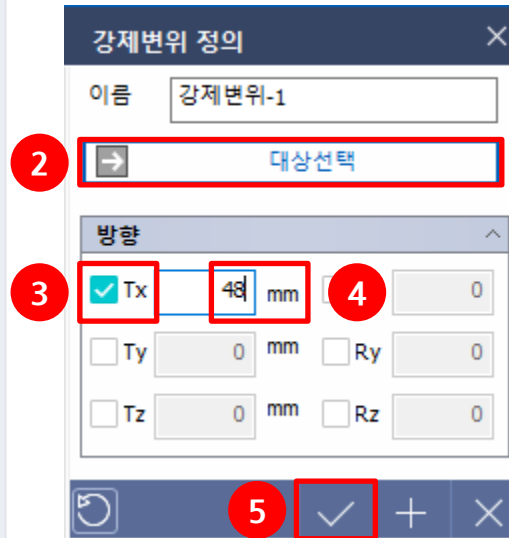 강제변위 정의
이름 강제변위-1
2 대상선택
방향
3 Tx 48 mm 4 0
Ty 0 mm Ry 0
Tz 0 mm Rz 0
5